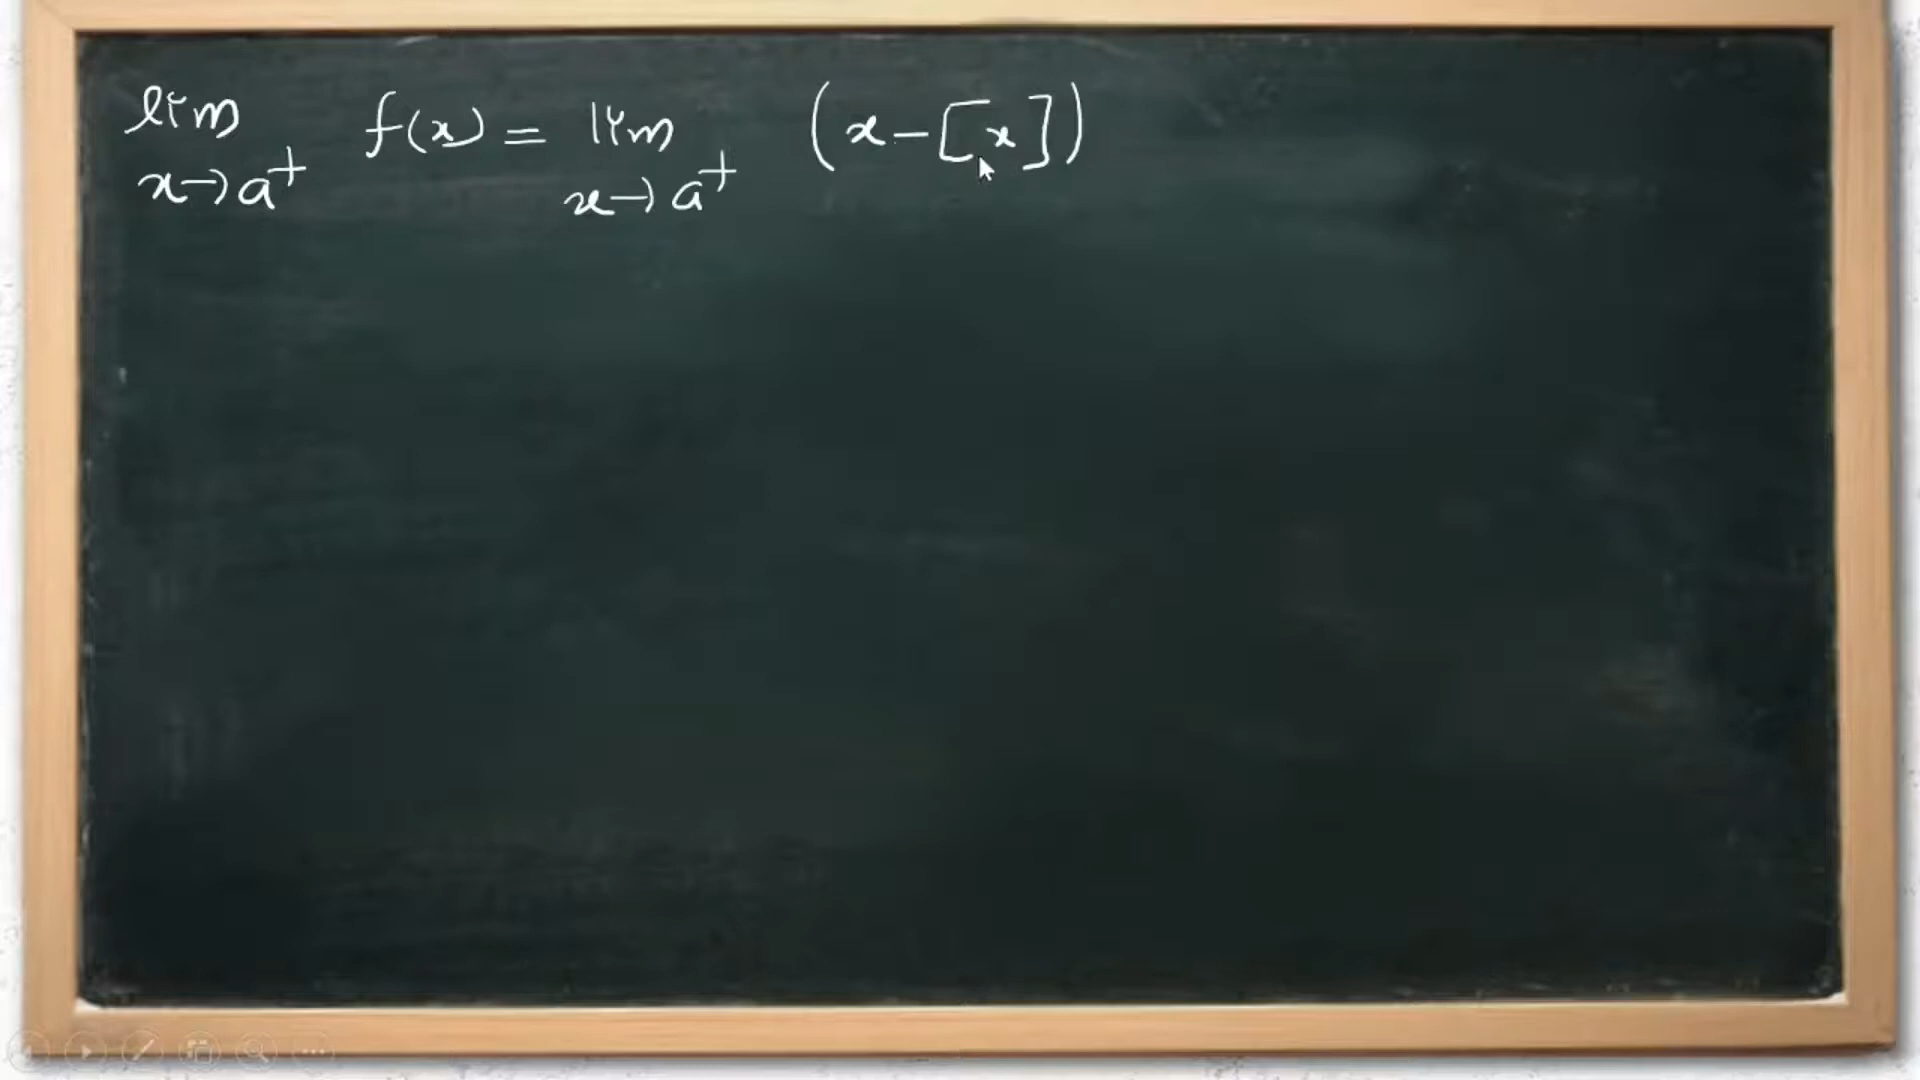 lim f(x) = lim (x - [x])
x→a⁺ x→a⁺